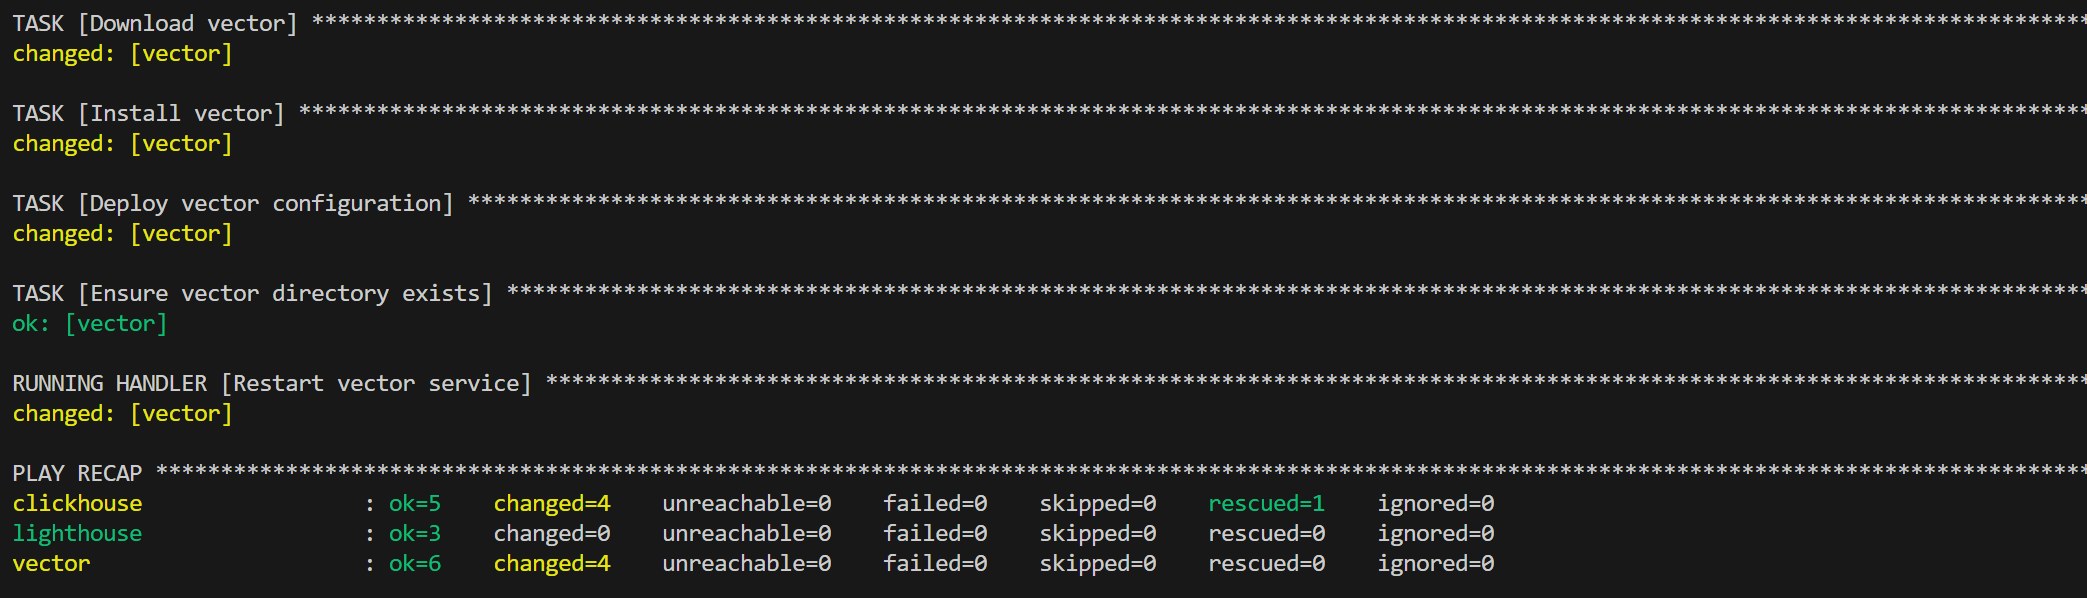 TASK [Download vector] ****************************************************************************************************************************************
changed: [vector]
TASK [Install vector] *****************************************************************************************************************************************
changed: [vector]
TASK [Deploy vector configuration] ****************************************************************************************************************************
changed: [vector]
TASK [Ensure vector directory exists] *************************************************************************************************************************
ok: [vector]
RUNNING HANDLER [Restart vector service] **********************************************************************************************************************
changed: [vector]
PLAY RECAP ****************************************************************************************************************************************************
clickhouse                 : ok=5    changed=4    unreachable=0    failed=0    skipped=0    rescued=1    ignored=0
lighthouse                 : ok=3    changed=0    unreachable=0    failed=0    skipped=0    rescued=0    ignored=0
vector                     : ok=6    changed=4    unreachable=0    failed=0    skipped=0    rescued=0    ignored=0